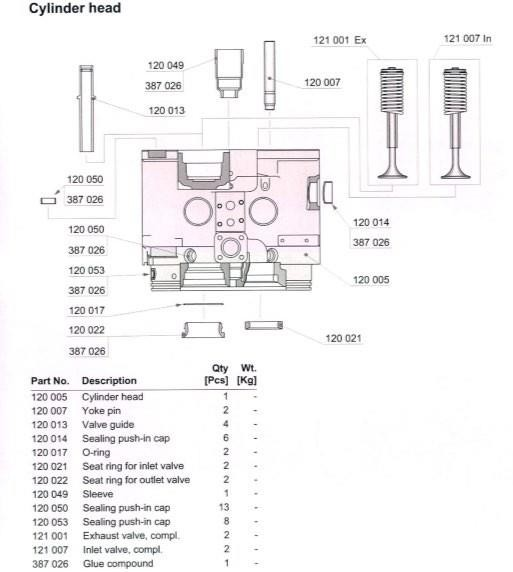 Cylinder head
121 001 Ex
121 007 In
120 049
387 026
120 007
120 013
120 050
387 026
120 014
387 026
120 050
387 026
120 053
387 026
120 005
120 017
120 022
387 026
120 021
Part No. Description Qty [Pcs] Wt. [Kg]
120 005 Cylinder head 1 -
120 007 Yoke pin 2 -
120 013 Valve guide 4 -
120 014 Sealing push-in cap 6 -
120 017 O-ring 2 -
120 021 Seat ring for inlet valve 2 -
120 022 Seat ring for outlet valve 2 -
120 049 Sleeve 1 -
120 050 Sealing push-in cap 13 -
120 053 Sealing push-in cap 8 -
121 001 Exhaust valve, compl. 2 -
121 007 Inlet valve, compl. 2 -
387 026 Glue compound 1 -